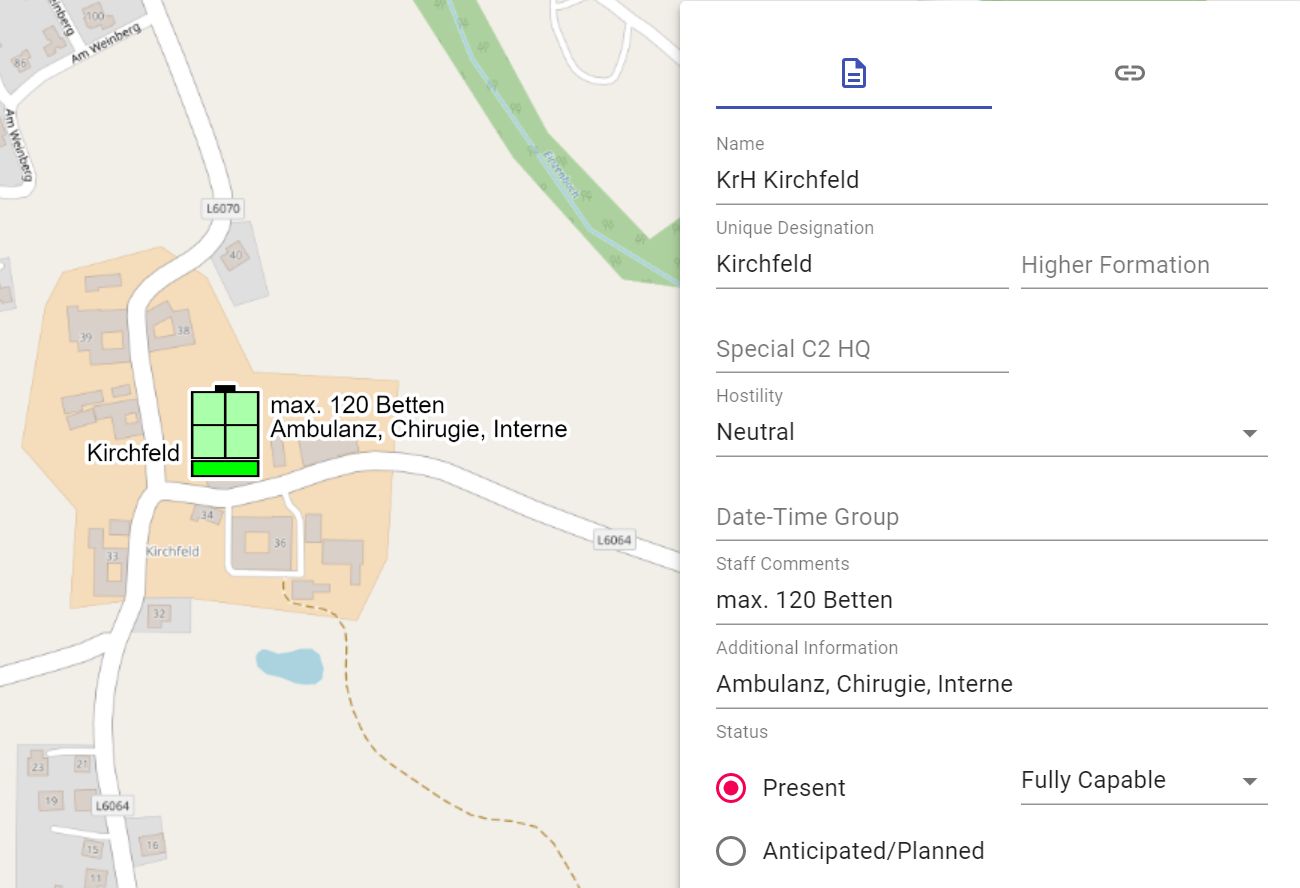 Weinberg
100
Am Weinberg
86
Am Weinberg
L6070
40
39
38
Eitzenbach
max. 120 Betten
Ambulanz, Chirugie, Interne
Kirchfeld
34
36
L6064
33
Kirchfeld
32
23
21
19
L6064
15
16
11
Name
KrH Kirchfeld
Unique Designation
Kirchfeld
Higher Formation
Special C2 HQ
Hostility
Neutral
Date-Time Group
Staff Comments
max. 120 Betten
Additional Information
Ambulanz, Chirugie, Interne
Status
Present
Fully Capable
Anticipated/Planned